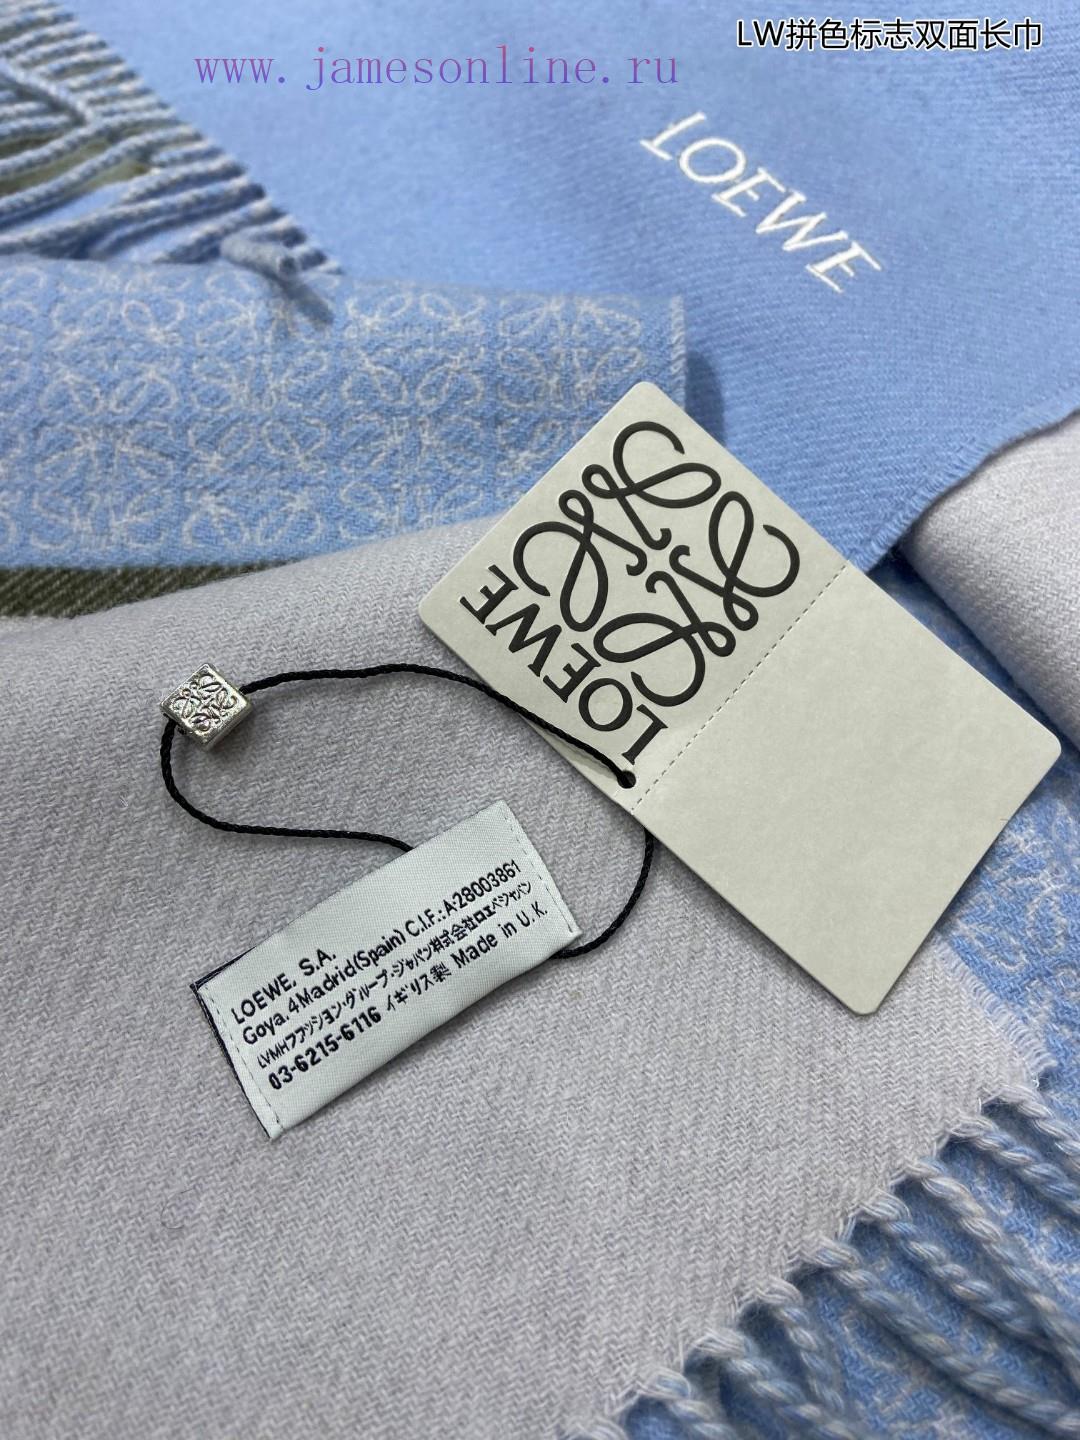 LW拼色标志双面长巾
www.jamesonline.ru
LOEWE
LOEWE
LOEWE. S.A.
Goya. 4 Madrid(Spain) C.I.F.: A-28003861
LVMHファッション・グループ・ジャパン株式会社ロエベジャパン
03-6215-6116 イギリス製 Made in U.K.